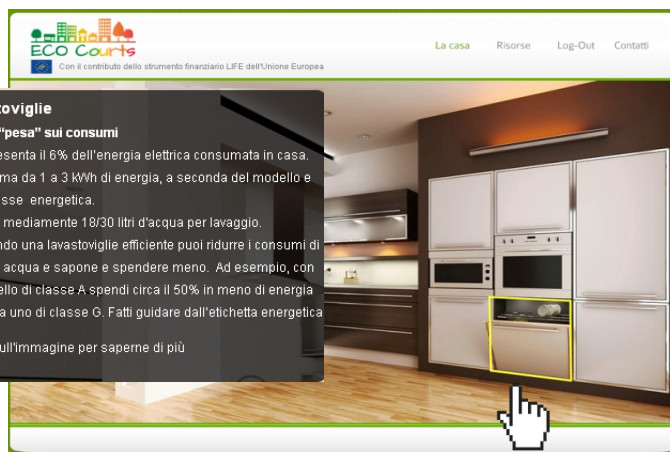 ECO Courts
Con il contributo dello strumento finanziario LIFE dell'Unione Europea
La casa Risorse Log-Out Contatti
toviglie
"pesa" sui consumi
esenta il 6% dell'energia elettrica consumata in casa.
ma da 1 a 3 kWh di energia, a seconda del modello e
sse energetica.
mediamente 18/30 litri d'acqua per lavaggio.
ndo una lavastoviglie efficiente puoi ridurre i consumi di
acqua e sapone e spendere meno. Ad esempio, con
ello di classe A spendi circa il 50% in meno di energia
a uno di classe G. Fatti guidare dall'etichetta energetica
ull'immagine per saperne di più